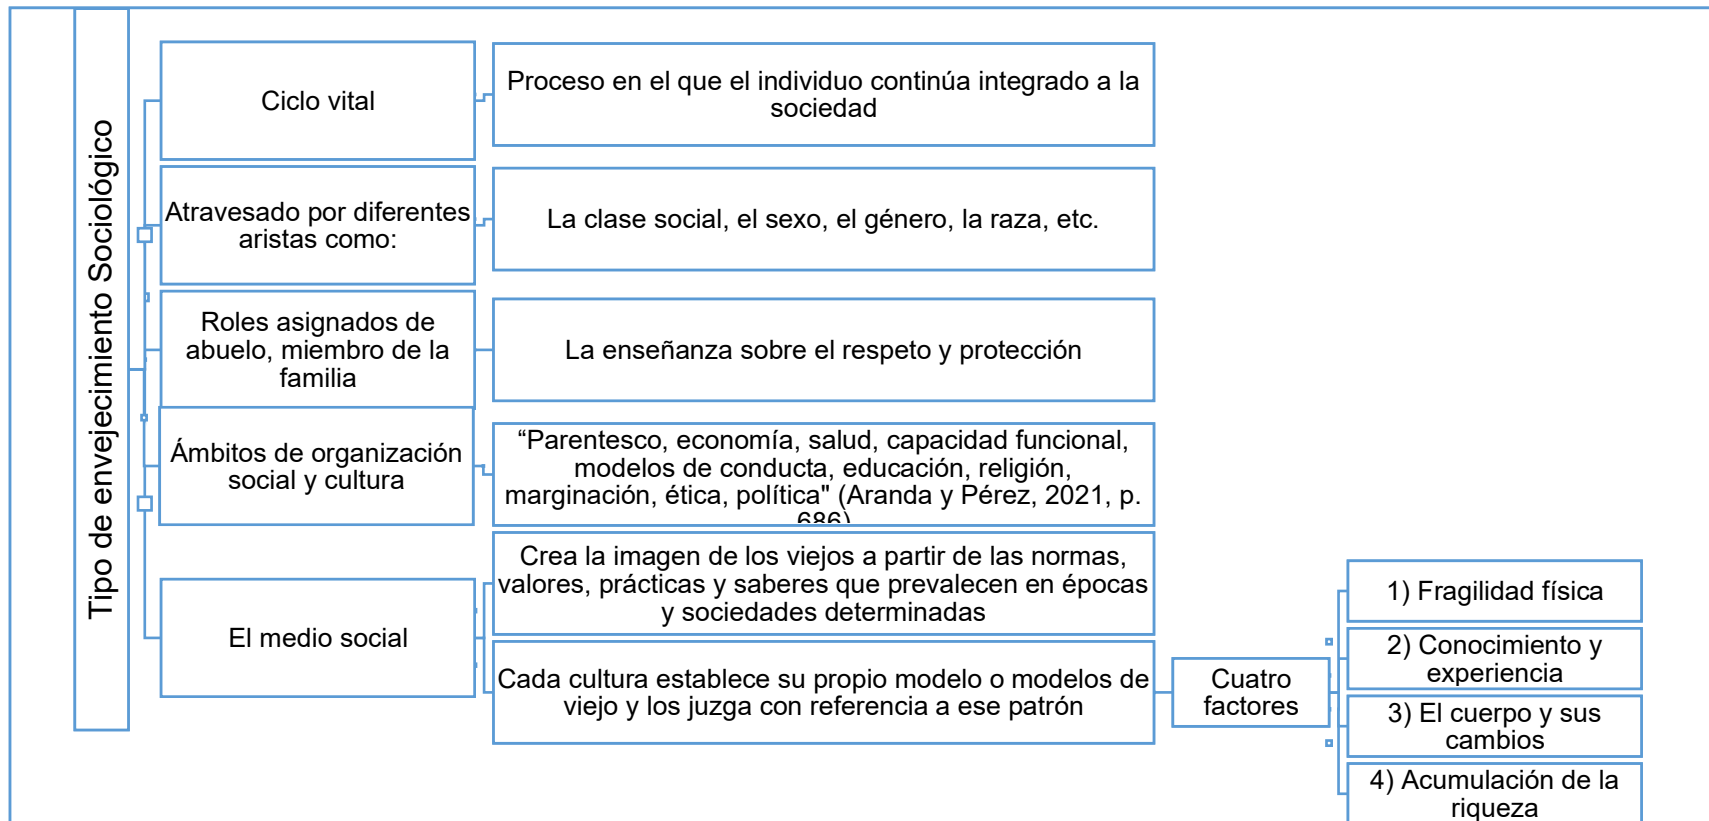 Tipo de envejecimiento Sociológico
Ciclo vital
Proceso en el que el individuo continúa integrado a la
sociedad
Atravesado por diferentes
aristas como:
La clase social, el sexo, el género, la raza, etc.
Roles asignados de
abuelo, miembro de la
familia
La enseñanza sobre el respeto y protección
Ámbitos de organización
social y cultura
“Parentesco, economía, salud, capacidad funcional,
modelos de conducta, educación, religión,
marginación, ética, política" (Aranda y Pérez, 2021, p.
686)
El medio social
Crea la imagen de los viejos a partir de las normas,
valores, prácticas y saberes que prevalecen en épocas
y sociedades determinadas
Cada cultura establece su propio modelo o modelos de
viejo y los juzga con referencia a ese patrón
Cuatro
factores
1) Fragilidad física
2) Conocimiento y
experiencia
3) El cuerpo y sus
cambios
4) Acumulación de la
riqueza